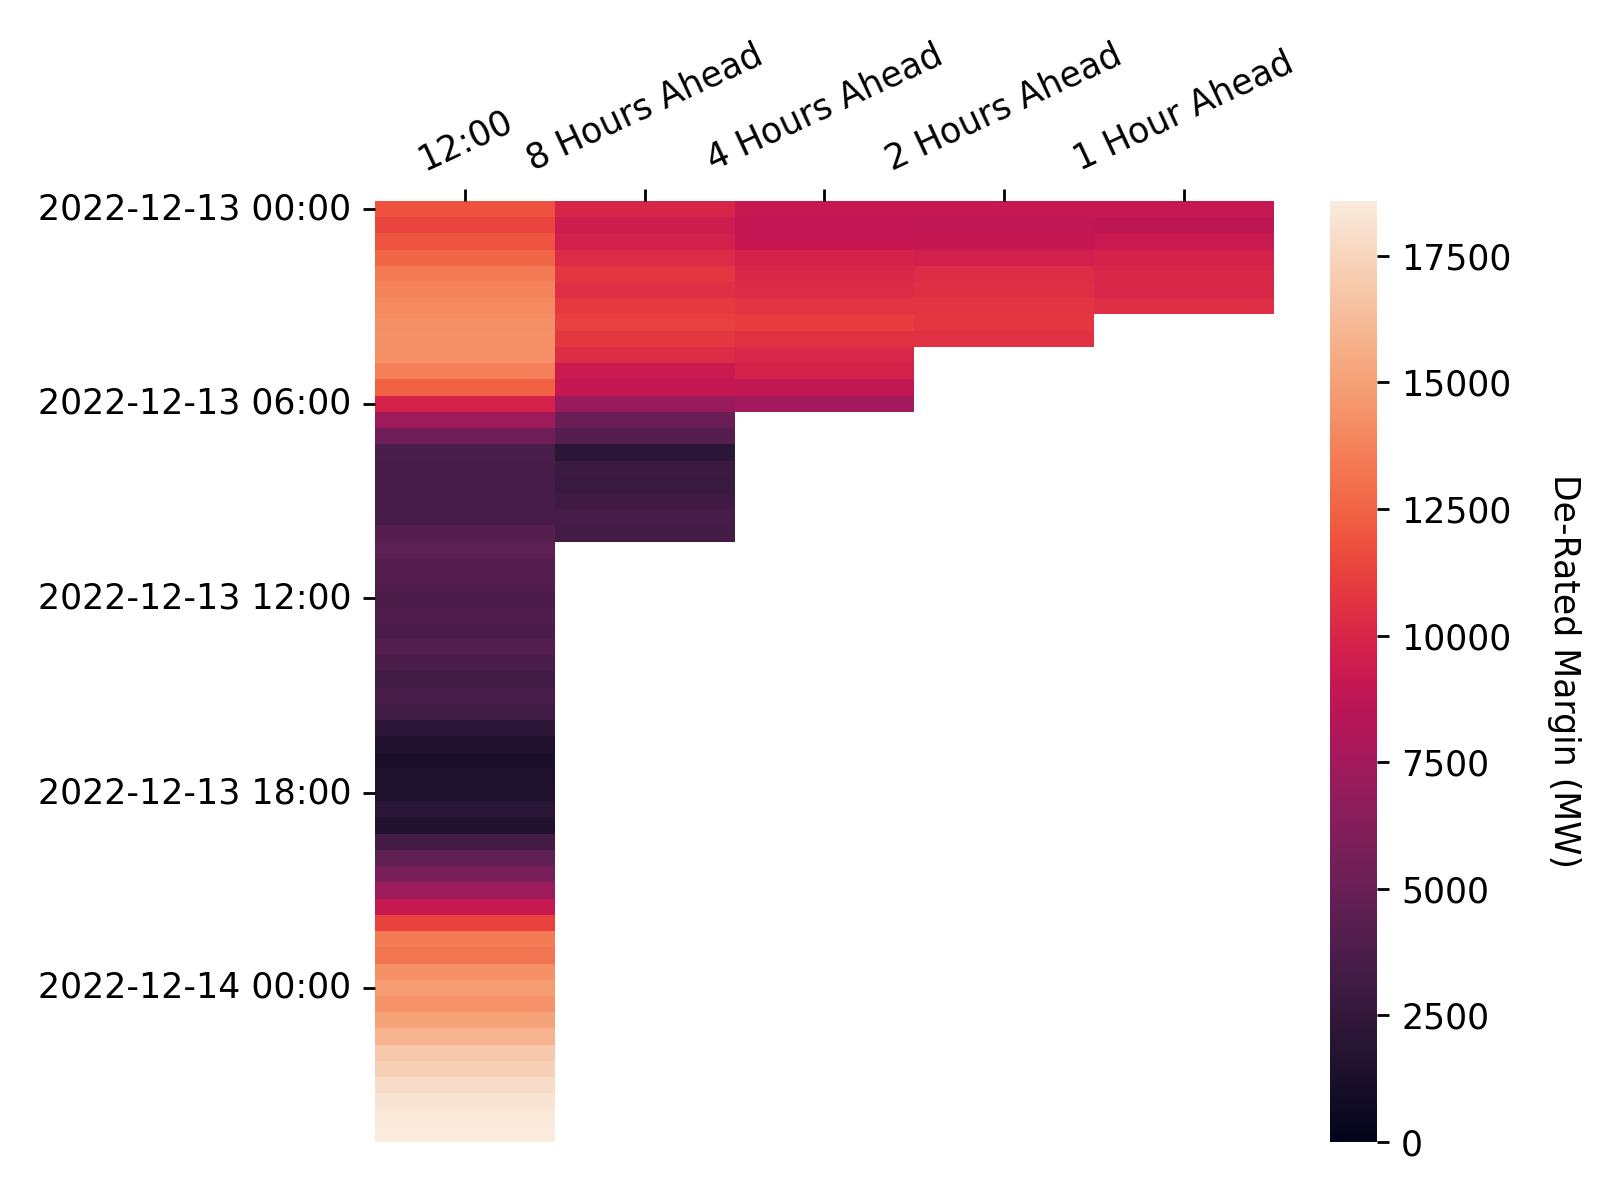 12:00
8 Hours Ahead
4 Hours Ahead
2 Hours Ahead
1 Hour Ahead
2022-12-13 00:00
2022-12-13 06:00
2022-12-13 12:00
2022-12-13 18:00
2022-12-14 00:00
17500
15000
12500
10000
7500
5000
2500
0
De-Rated Margin (MW)